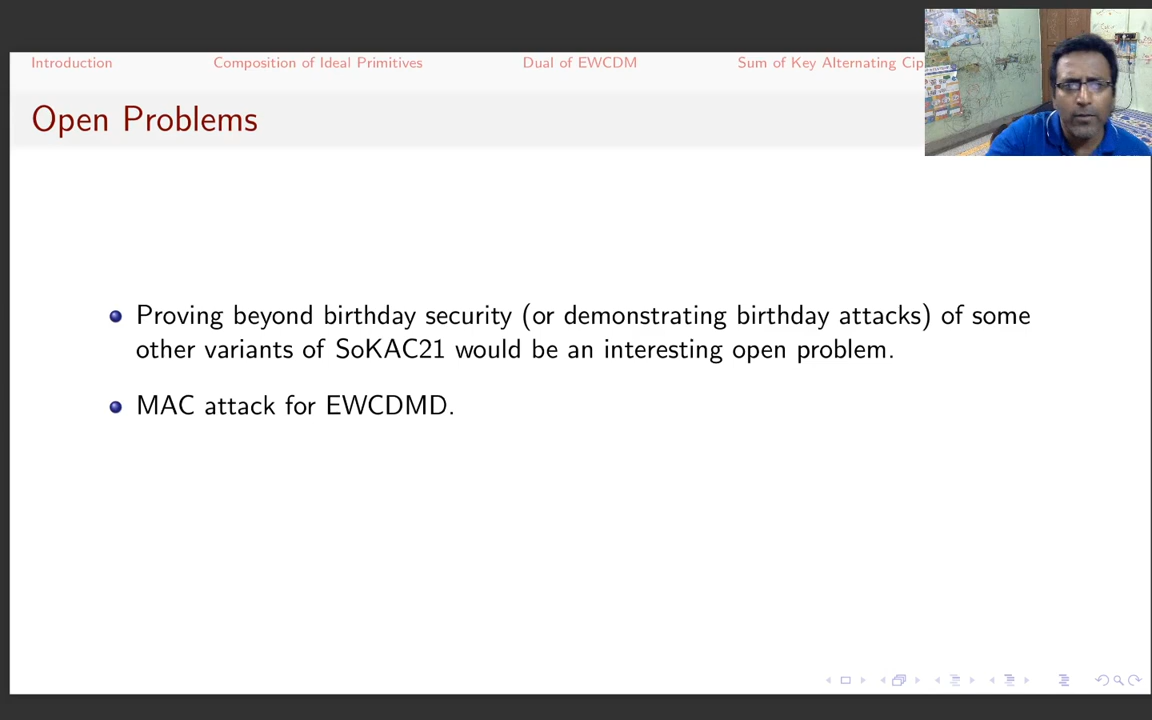 Introduction
Composition of Ideal Primitives
Dual of EWCDM
Sum of Key Alternating Cip
Open Problems
Proving beyond birthday security (or demonstrating birthday attacks) of some
other variants of SoKAC21 would be an interesting open problem.
MAC attack for EWCDMD.